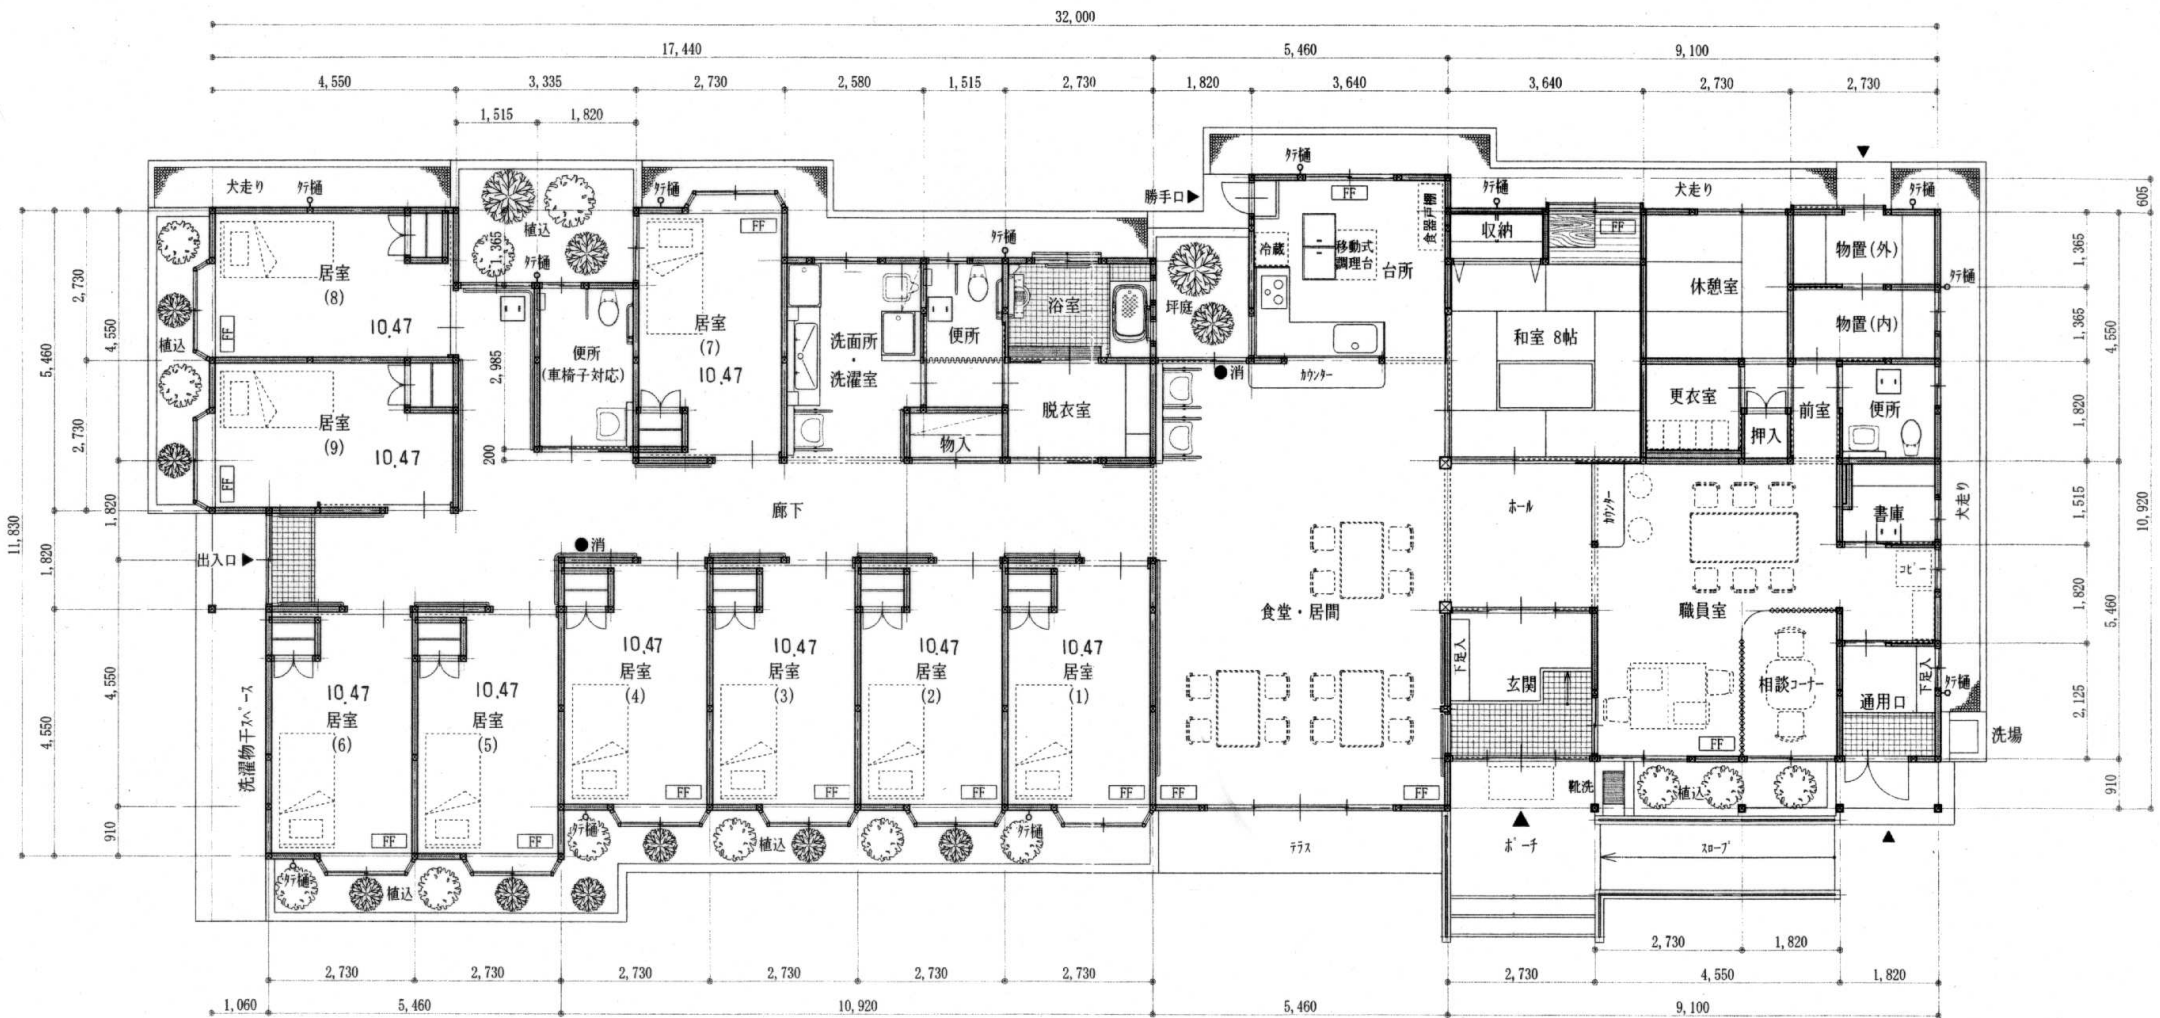 32,000
17,440
5,460
9,100
4,550
3,335
2,730
2,580
1,515
2,730
1,820
3,640
3,640
2,730
2,730
1,515
1,820
犬走り
ﾀﾃ樋
植込
1,365
ﾀﾃ樋
ﾀﾃ樋
FF
ﾀﾃ樋
勝手口▶
ﾀﾃ樋
FF
食器戸棚
冷蔵
移動式
調理台
台所
ﾀﾃ樋
犬走り
▼
ﾀﾃ樋
収納
FF
物置(外)
ﾀﾃ樋
605
居室
(8)
10.47
FF
植込
便所
(車椅子対応)
2,985
200
居室
(7)
10.47
洗面所
・
洗濯室
便所
浴室
坪庭
●消
カウンター
和室 8帖
休憩室
物置(内)
1,365
1,365
4,550
居室
(9)
10.47
FF
物入
脱衣室
更衣室
押入
前室
便所
1,820
2,730
2,730
4,550
5,460
11,830
1,820
1,820
4,550
4,550
910
出入口▶
●消
廊下
ホール
カウンター
書庫
コピー
犬走り
1,515
1,820
2,125
5,460
10,920
910
食堂・居間
職員室
下足入
玄関
相談コーナー
通用口
下足入
ﾀﾃ樋
洗場
洗濯物干スペース
10.47
居室
(6)
FF
10.47
居室
(5)
FF
10.47
居室
(4)
FF
10.47
居室
(3)
FF
10.47
居室
(2)
FF
10.47
居室
(1)
FF
FF
FF
FF
靴洗
植込
ﾀﾃ樋
植込
ﾀﾃ樋
テラス
▲
ポーチ
スロープ
▲
ﾀﾃ樋
植込
2,730
1,820
2,730
2,730
2,730
2,730
2,730
2,730
2,730
4,550
1,820
1,060
5,460
10,920
5,460
9,100